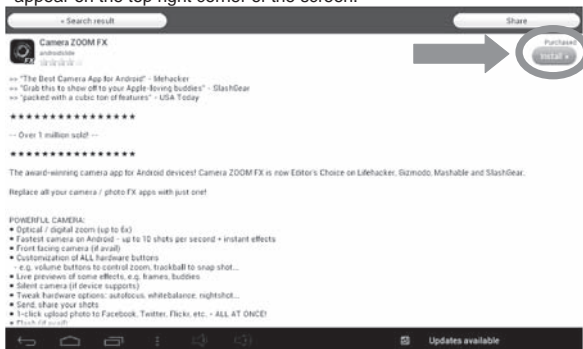 appear on the top right corner of the screen.
« Search result
Share
Camera ZOOM FX
androidslide
Purchased
Install »
FX
»» "The Best Camera App for Android" - lifehacker
»» "Grab this to show off to your Apple-loving buddies" - SlashGear
»» "packed with a cubic ton of features" - USA Today
★★★★★★★★★★★★★★★★
-- Over 1 million sold! --
★★★★★★★★★★★★★★★★
The award-winning camera app for Android devices! Camera ZOOM FX is now Editor's Choice on Lifehacker, Gizmodo, Mashable and SlashGear.
Replace all your camera / photo FX apps with just one!
POWERFUL CAMERA:
● Optical / digital zoom (up to 6x)
● Fastest camera on Android - up to 10 shots per second + instant effects
● Front facing camera (if avail)
● Customization of ALL hardware buttons
- e.g. volume buttons to control zoom, trackball to snap shot...
● Live previews of some effects, e.g. frames, buddies
● Silent camera (if device supports)
● Tweak hardware options: autofocus, whitebalance, nightshot...
● Send, share your shots
● 1-click upload photo to Facebook, Twitter, Flickr, etc. - ALL AT ONCE!
● Flash (if avail)
Updates available